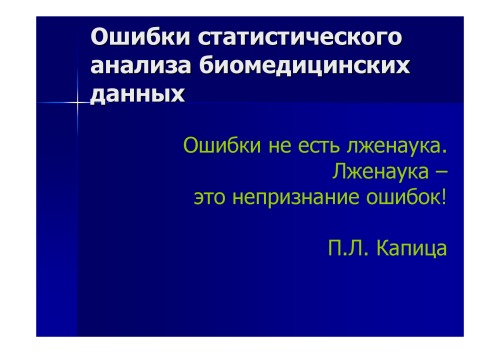 Ошибки статистического
анализа биомедицинских
данных
Ошибки не есть лженаука.
Лженаука –
это непризнание ошибок!
П.Л. Капица